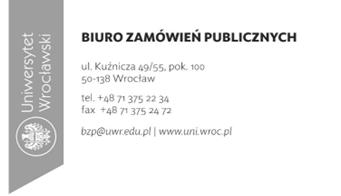 Uniwersytet
Wrocławski
BIURO ZAMÓWIEŃ PUBLICZNYCH
ul. Kuźnicza 49/55, pok. 100
50-138 Wrocław
tel. +48 71 375 22 34
fax +48 71 375 24 72
bzp@uwr.edu.pl | www.uni.wroc.pl